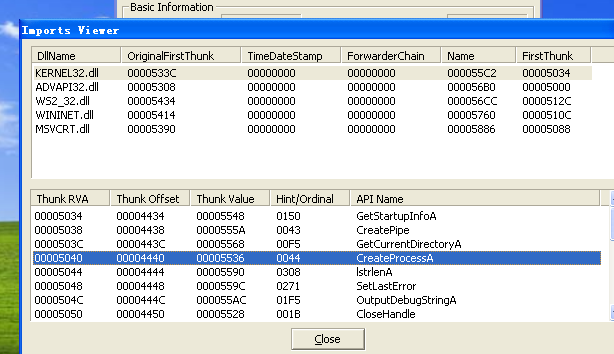 Basic Information
Imports Viewer
DllName OriginalFirstThunk TimeDateStamp ForwarderChain Name FirstThunk
KERNEL32.dll 0000533C 00000000 00000000 000055C2 00005034
ADVAPI32.dll 00005308 00000000 00000000 000056B0 00005000
WS2_32.dll 00005434 00000000 00000000 000056CC 0000512C
WININET.dll 00005414 00000000 00000000 00005760 0000510C
MSVCRT.dll 00005390 00000000 00000000 00005886 00005088
Thunk RVA Thunk Offset Thunk Value Hint/Ordinal API Name
00005034 00004434 00005548 0150 GetStartupInfoA
00005038 00004438 0000555A 0043 CreatePipe
0000503C 0000443C 00005568 00F5 GetCurrentDirectoryA
00005040 00004440 00005536 0044 CreateProcessA
00005044 00004444 00005590 0308 lstrlenA
00005048 00004448 0000559C 0271 SetLastError
0000504C 0000444C 000055AC 01F5 OutputDebugStringA
00005050 00004450 00005528 001B CloseHandle
Close